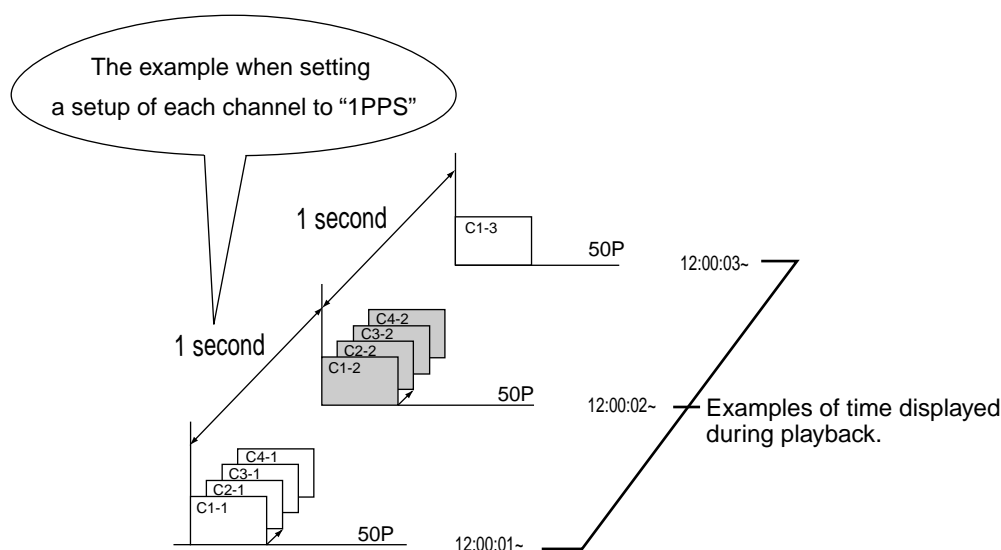 The example when setting
a setup of each channel to “1PPS”
1 second
C1-3
50P
12:00:03~
1 second
C4-2
C3-2
C2-2
C1-2
50P
12:00:02~
Examples of time displayed
during playback.
C4-1
C3-1
C2-1
C1-1
50P
12:00:01~